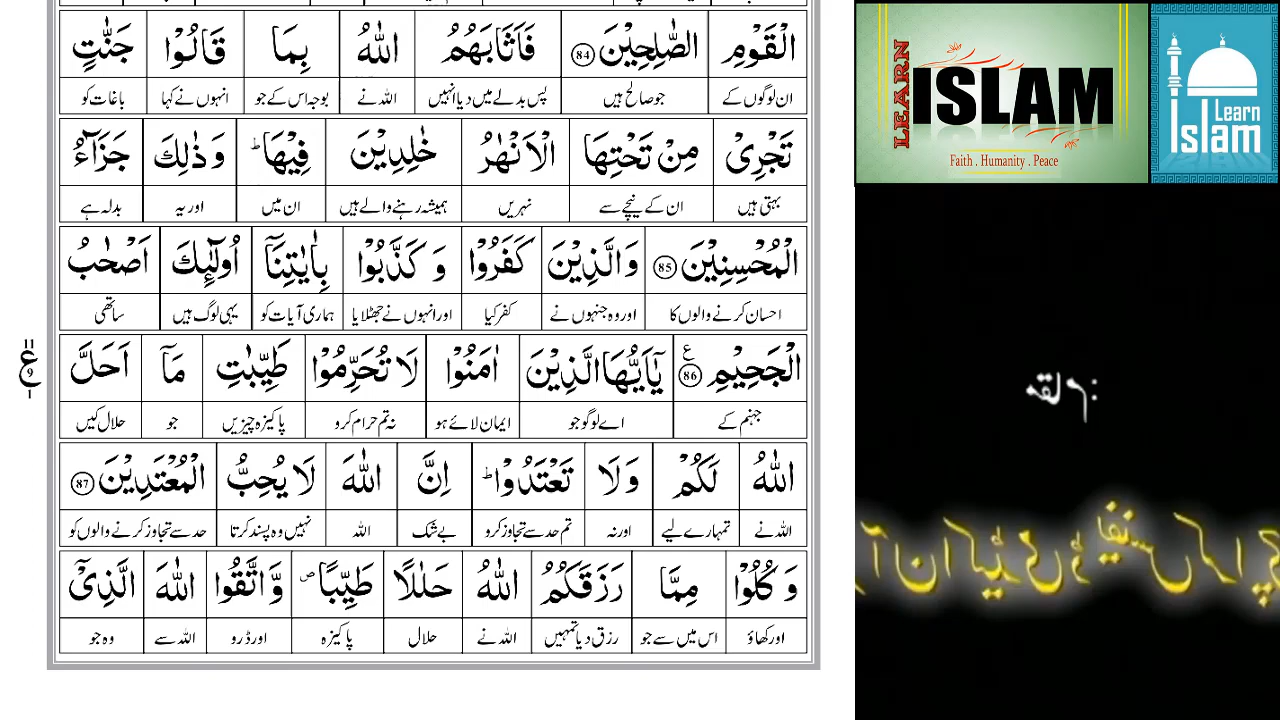 الْقَوْمِ الصّٰلِحِيْنَ ﴿84﴾ فَاَثَابَهُمُ اللّٰهُ بِمَا قَالُوْا جَنّٰتٍ
ان لوگوں کے جو صالح ہیں پس بدلے میں دیا انہیں اللہ نے بوجہ اس کے جو انہوں نے کہا باغات کو
تَجْرِيْ مِنْ تَحْتِهَا الْاَنْهٰرُ خٰلِدِيْنَ فِيْهَا ؕ وَ ذٰلِكَ جَزَآءُ
بہتی ہیں ان کے نیچے سے نہریں ہمیشہ رہنے والے ہیں ان میں اور یہ بدلہ ہے
الْمُحْسِنِيْنَ ﴿85﴾ وَ الَّذِيْنَ كَفَرُوْا وَ كَذَّبُوْا بِاٰيٰتِنَاۤ اُولٰٓئِكَ اَصْحٰبُ
احسان کرنے والوں کا اور وہ جنہوں نے کفر کیا اور انہوں نے جھٹلایا ہماری آیات کو یہی لوگ ہیں ساتھی
الْجَحِيْمِ ﴿86﴾ ع يٰۤاَيُّهَا الَّذِيْنَ اٰمَنُوْا لَا تُحَرِّمُوْا طَيِّبٰتِ مَاۤ اَحَلَّ
جہنم کے اے لوگو جو ایمان لائے ہو نہ تم حرام کرو پاکیزہ چیزیں جو حلال کیں
اللّٰهُ لَكُمْ وَ لَا تَعْتَدُوْا ؕ اِنَّ اللّٰهَ لَا يُحِبُّ الْمُعْتَدِيْنَ ﴿87﴾
اللہ نے تمہارے لیے اور نہ تم حد سے تجاوز کرو بے شک اللہ نہیں وہ پسند کرتا حد سے تجاوز کرنے والوں کو
وَ كُلُوْا مِمَّا رَزَقَكُمُ اللّٰهُ حَلٰلًا طَيِّبًا ۪ وَّ اتَّقُوا اللّٰهَ الَّذِيْۤ
اور کھاؤ اس میں سے جو رزق دیا تمہیں اللہ نے حلال پاکیزہ اور ڈرو اللہ سے وہ جو
LEARN ISLAM
Faith . Humanity . Peace
Learn Islam